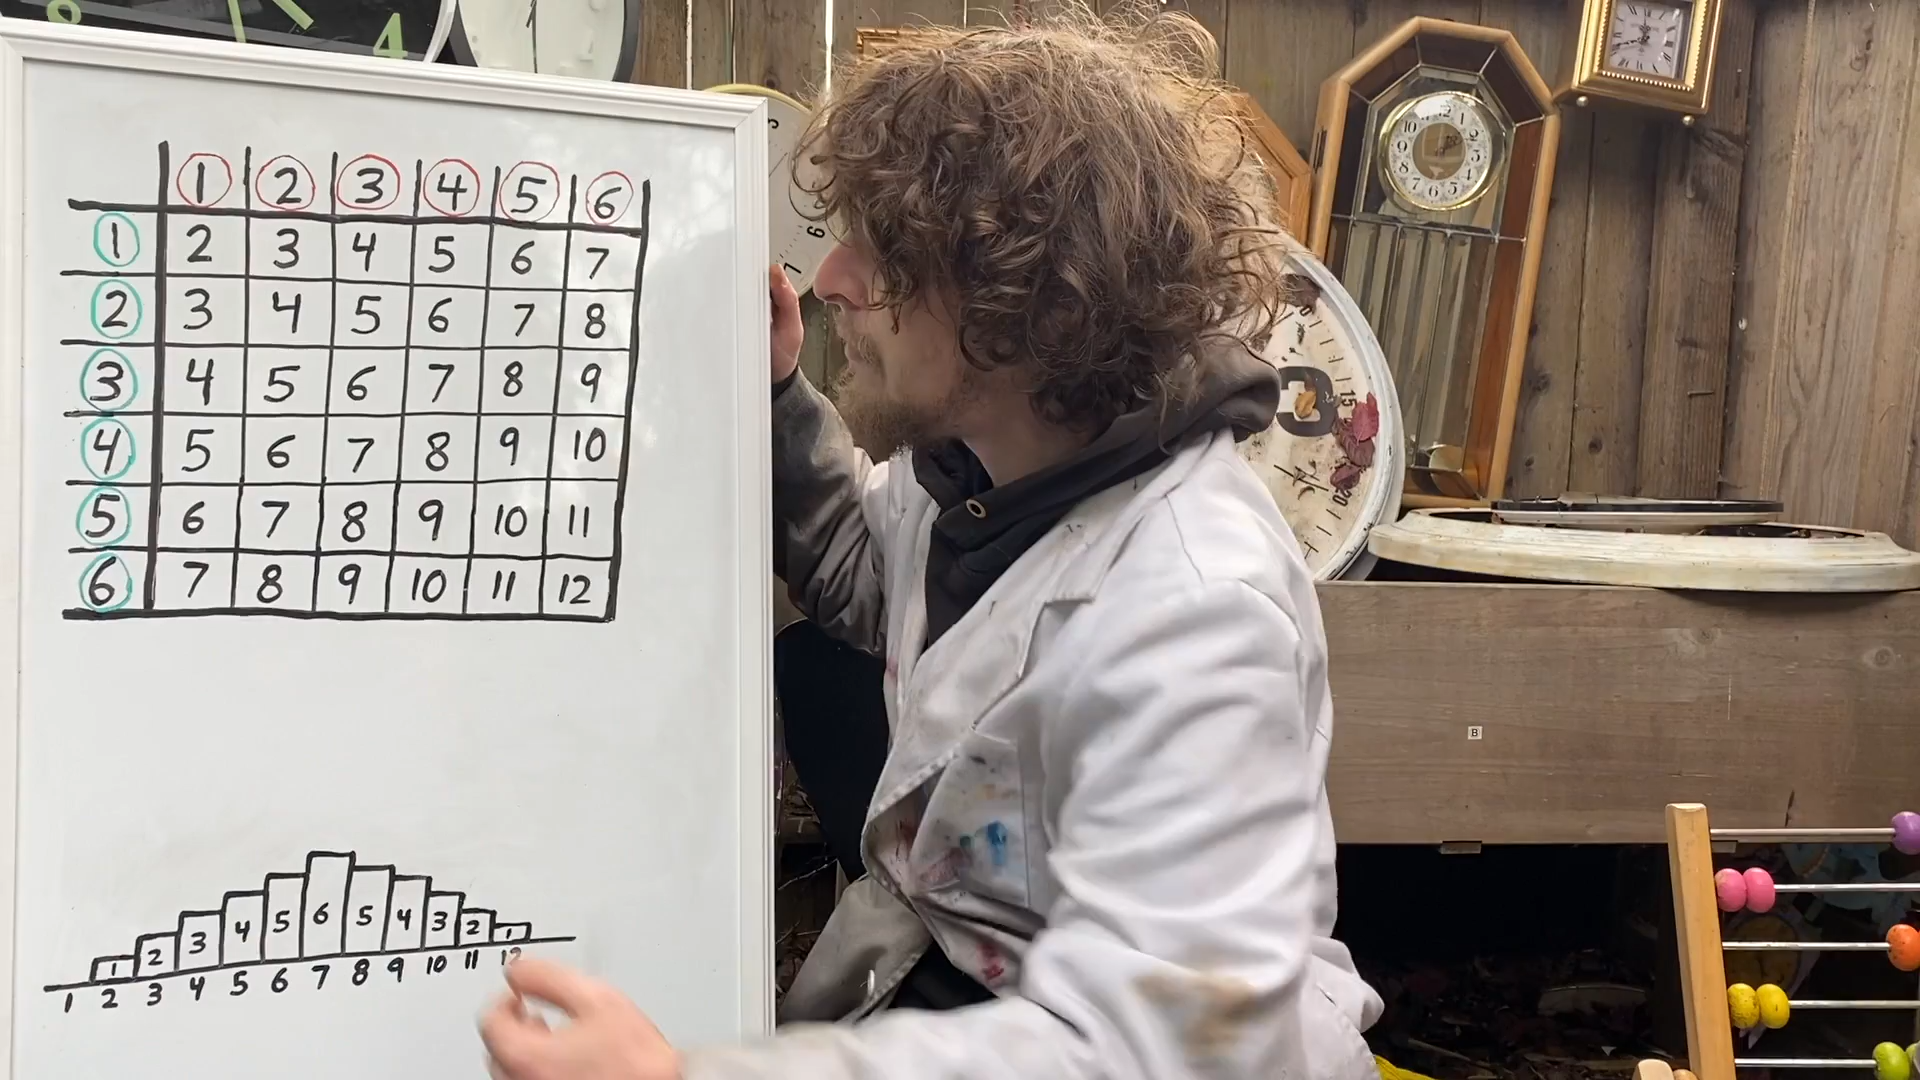 1 2 3 4 5 6
1 2 3 4 5 6 7
2 3 4 5 6 7 8
3 4 5 6 7 8 9
4 5 6 7 8 9 10
5 6 7 8 9 10 11
6 7 8 9 10 11 12
1 2 3 4 5 6 5 4 3 2 1
1 2 3 4 5 6 7 8 9 10 11 12
4
15
20
B